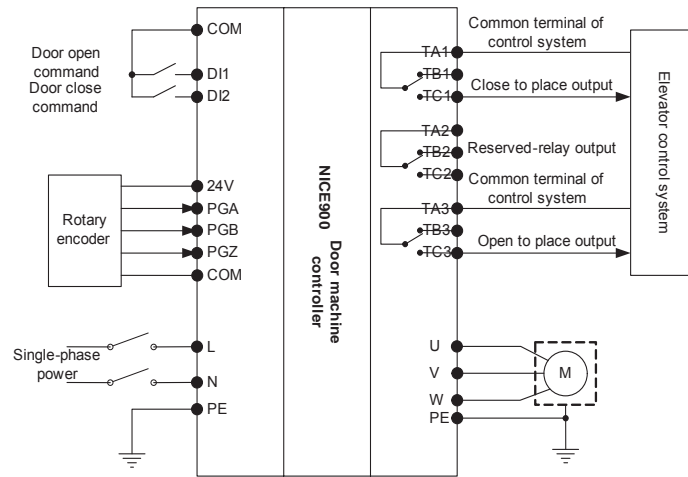 COM
Door open
command
Door close
command
DI1
DI2
24V
PGA
PGB
PGZ
COM
Rotary
encoder
Single-phase
power
L
N
PE
NICE900 Door machine
controller
TA1
TB1
TC1
TA2
TB2
TC2
TA3
TB3
TC3
Common terminal of
control system
Close to place output
Reserved-relay output
Common terminal of
control system
Open to place output
Elevator control system
U
V
W
PE
M